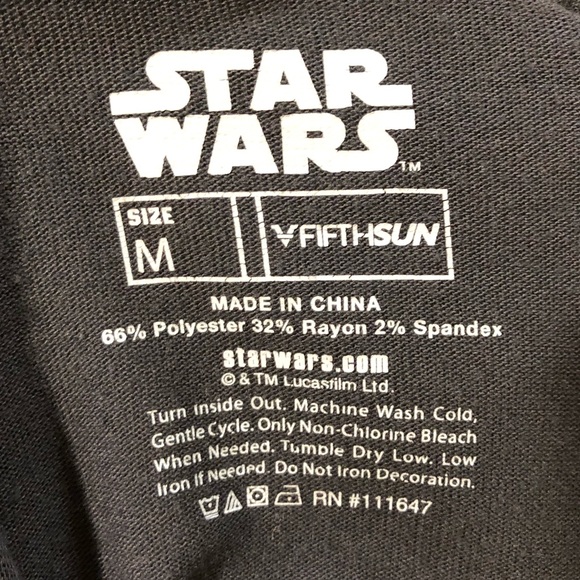 STAR
WARS™
SIZE
M
FIFTHSUN
MADE IN CHINA
66% Polyester 32% Rayon 2% Spandex
starwars.com
© & TM Lucasfilm Ltd.
Turn Inside Out. Machine Wash Cold,
Gentle Cycle. Only Non-Chlorine Bleach
When Needed. Tumble Dry Low. Low
Iron If Needed. Do Not Iron Decoration.
RN #111647